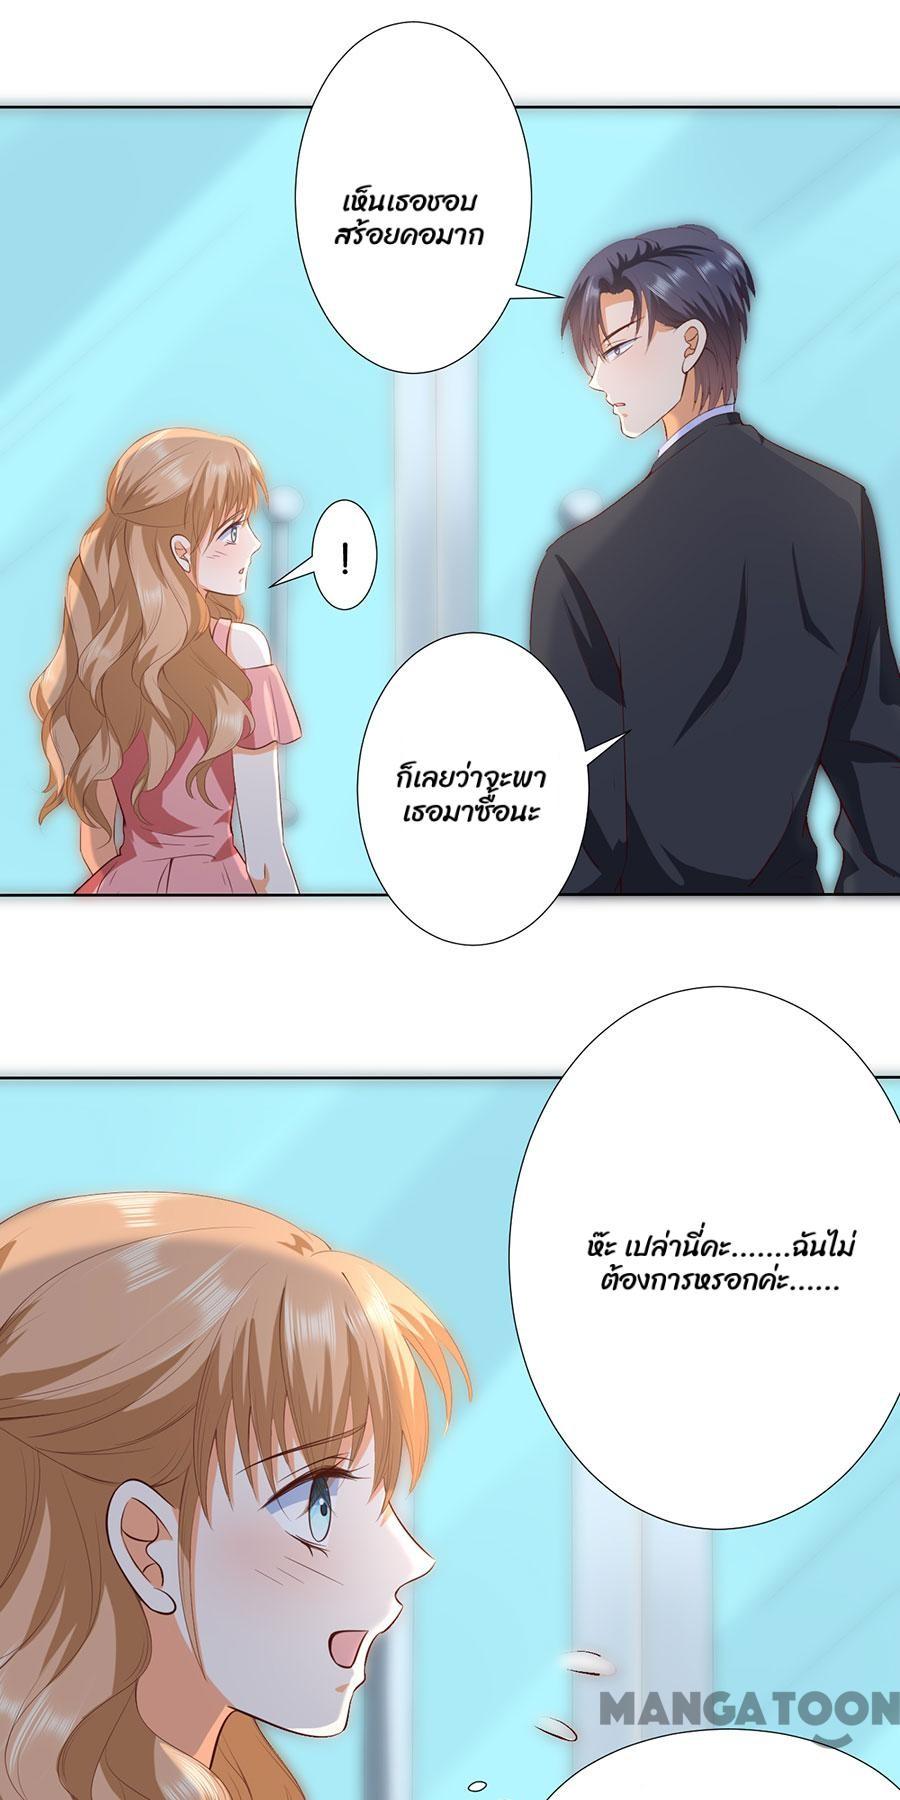 เห็นเธอชอบ
สร้อยคอมาก
!
ก็เลยว่าจะพา
เธอมาซื้อนะ
ห๊ะ เปล่านี่คะ.......ฉันไม่
ต้องการหรอกค่ะ......
MANGATOON